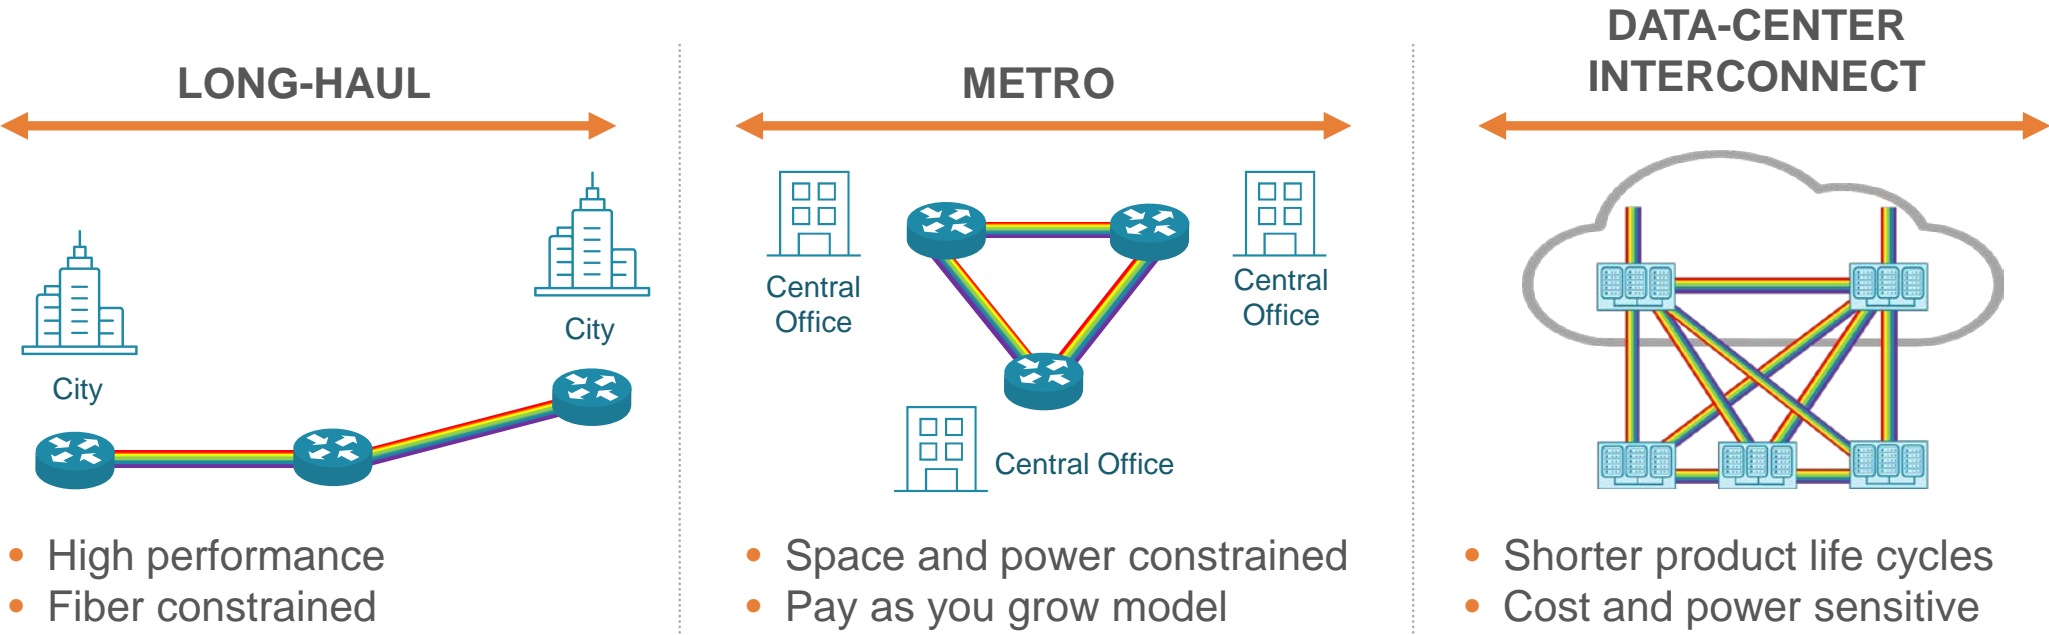 LONG-HAUL
City
City
• High performance
• Fiber constrained
METRO
Central
Office
Central
Office
Central Office
• Space and power constrained
• Pay as you grow model
DATA-CENTER
INTERCONNECT
• Shorter product life cycles
• Cost and power sensitive